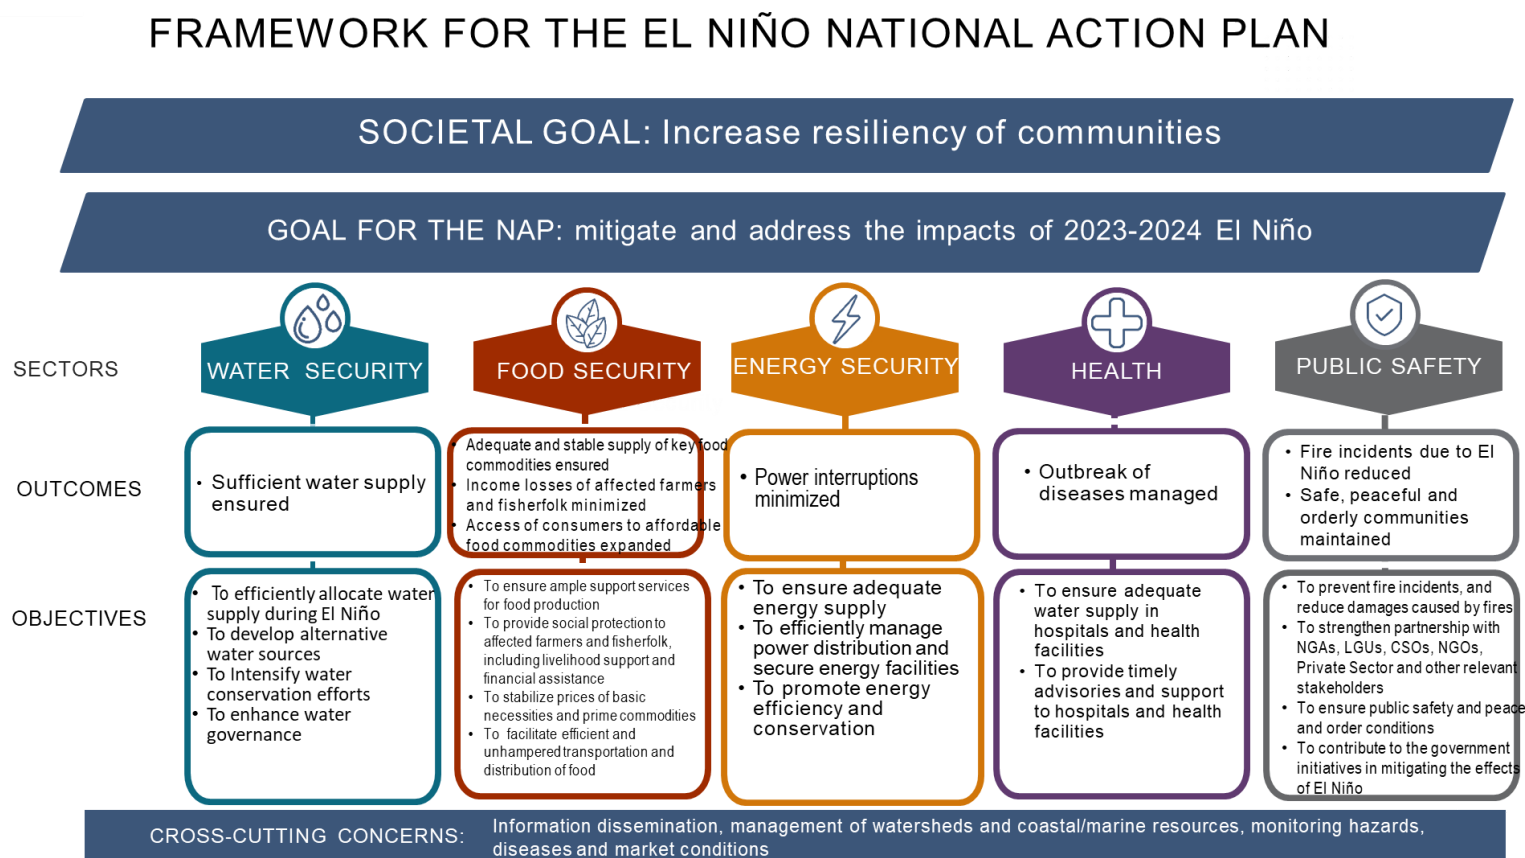 FRAMEWORK FOR THE EL NIÑO NATIONAL ACTION PLAN
SOCIETAL GOAL: Increase resiliency of communities
GOAL FOR THE NAP: mitigate and address the impacts of 2023-2024 El Niño
SECTORS
WATER SECURITY
FOOD SECURITY
ENERGY SECURITY
HEALTH
PUBLIC SAFETY
OUTCOMES
• Sufficient water supply
ensured
• Adequate and stable supply of key food
commodities ensured
• Income losses of affected farmers
and fisherfolk minimized
• Access of consumers to affordable
food commodities expanded
• Power interruptions
minimized
• Outbreak of
diseases managed
• Fire incidents due to El
Niño reduced
• Safe, peaceful and
orderly communities
maintained
OBJECTIVES
• To efficiently allocate water
supply during El Niño
• To develop alternative
water sources
• To Intensify water
conservation efforts
• To enhance water
governance
• To ensure ample support services
for food production
• To provide social protection to
affected farmers and fisherfolk,
including livelihood support and
financial assistance
• To stabilize prices of basic
necessities and prime commodities
• To facilitate efficient and
unhampered transportation and
distribution of food
• To ensure adequate
energy supply
• To efficiently manage
power distribution and
secure energy facilities
• To promote energy
efficiency and
conservation
• To ensure adequate
water supply in
hospitals and health
facilities
• To provide timely
advisories and support
to hospitals and health
facilities
• To prevent fire incidents, and
reduce damages caused by fires
• To strengthen partnership with
NGAs, LGUs, CSOs, NGOs,
Private Sector and other relevant
stakeholders
• To ensure public safety and peace
and order conditions
• To contribute to the government
initiatives in mitigating the effects
of El Niño
CROSS-CUTTING CONCERNS:
Information dissemination, management of watersheds and coastal/marine resources, monitoring hazards,
diseases and market conditions